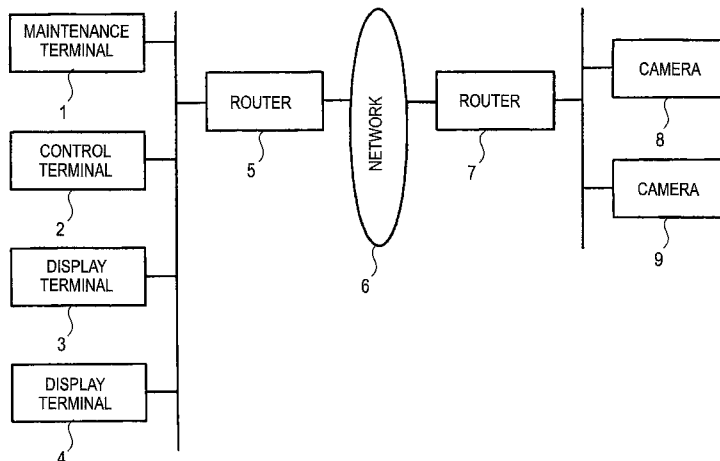 MAINTENANCE
TERMINAL
1
CONTROL
TERMINAL
2
DISPLAY
TERMINAL
3
DISPLAY
TERMINAL
4
ROUTER
5
NETWORK
6
ROUTER
7
CAMERA
8
CAMERA
9